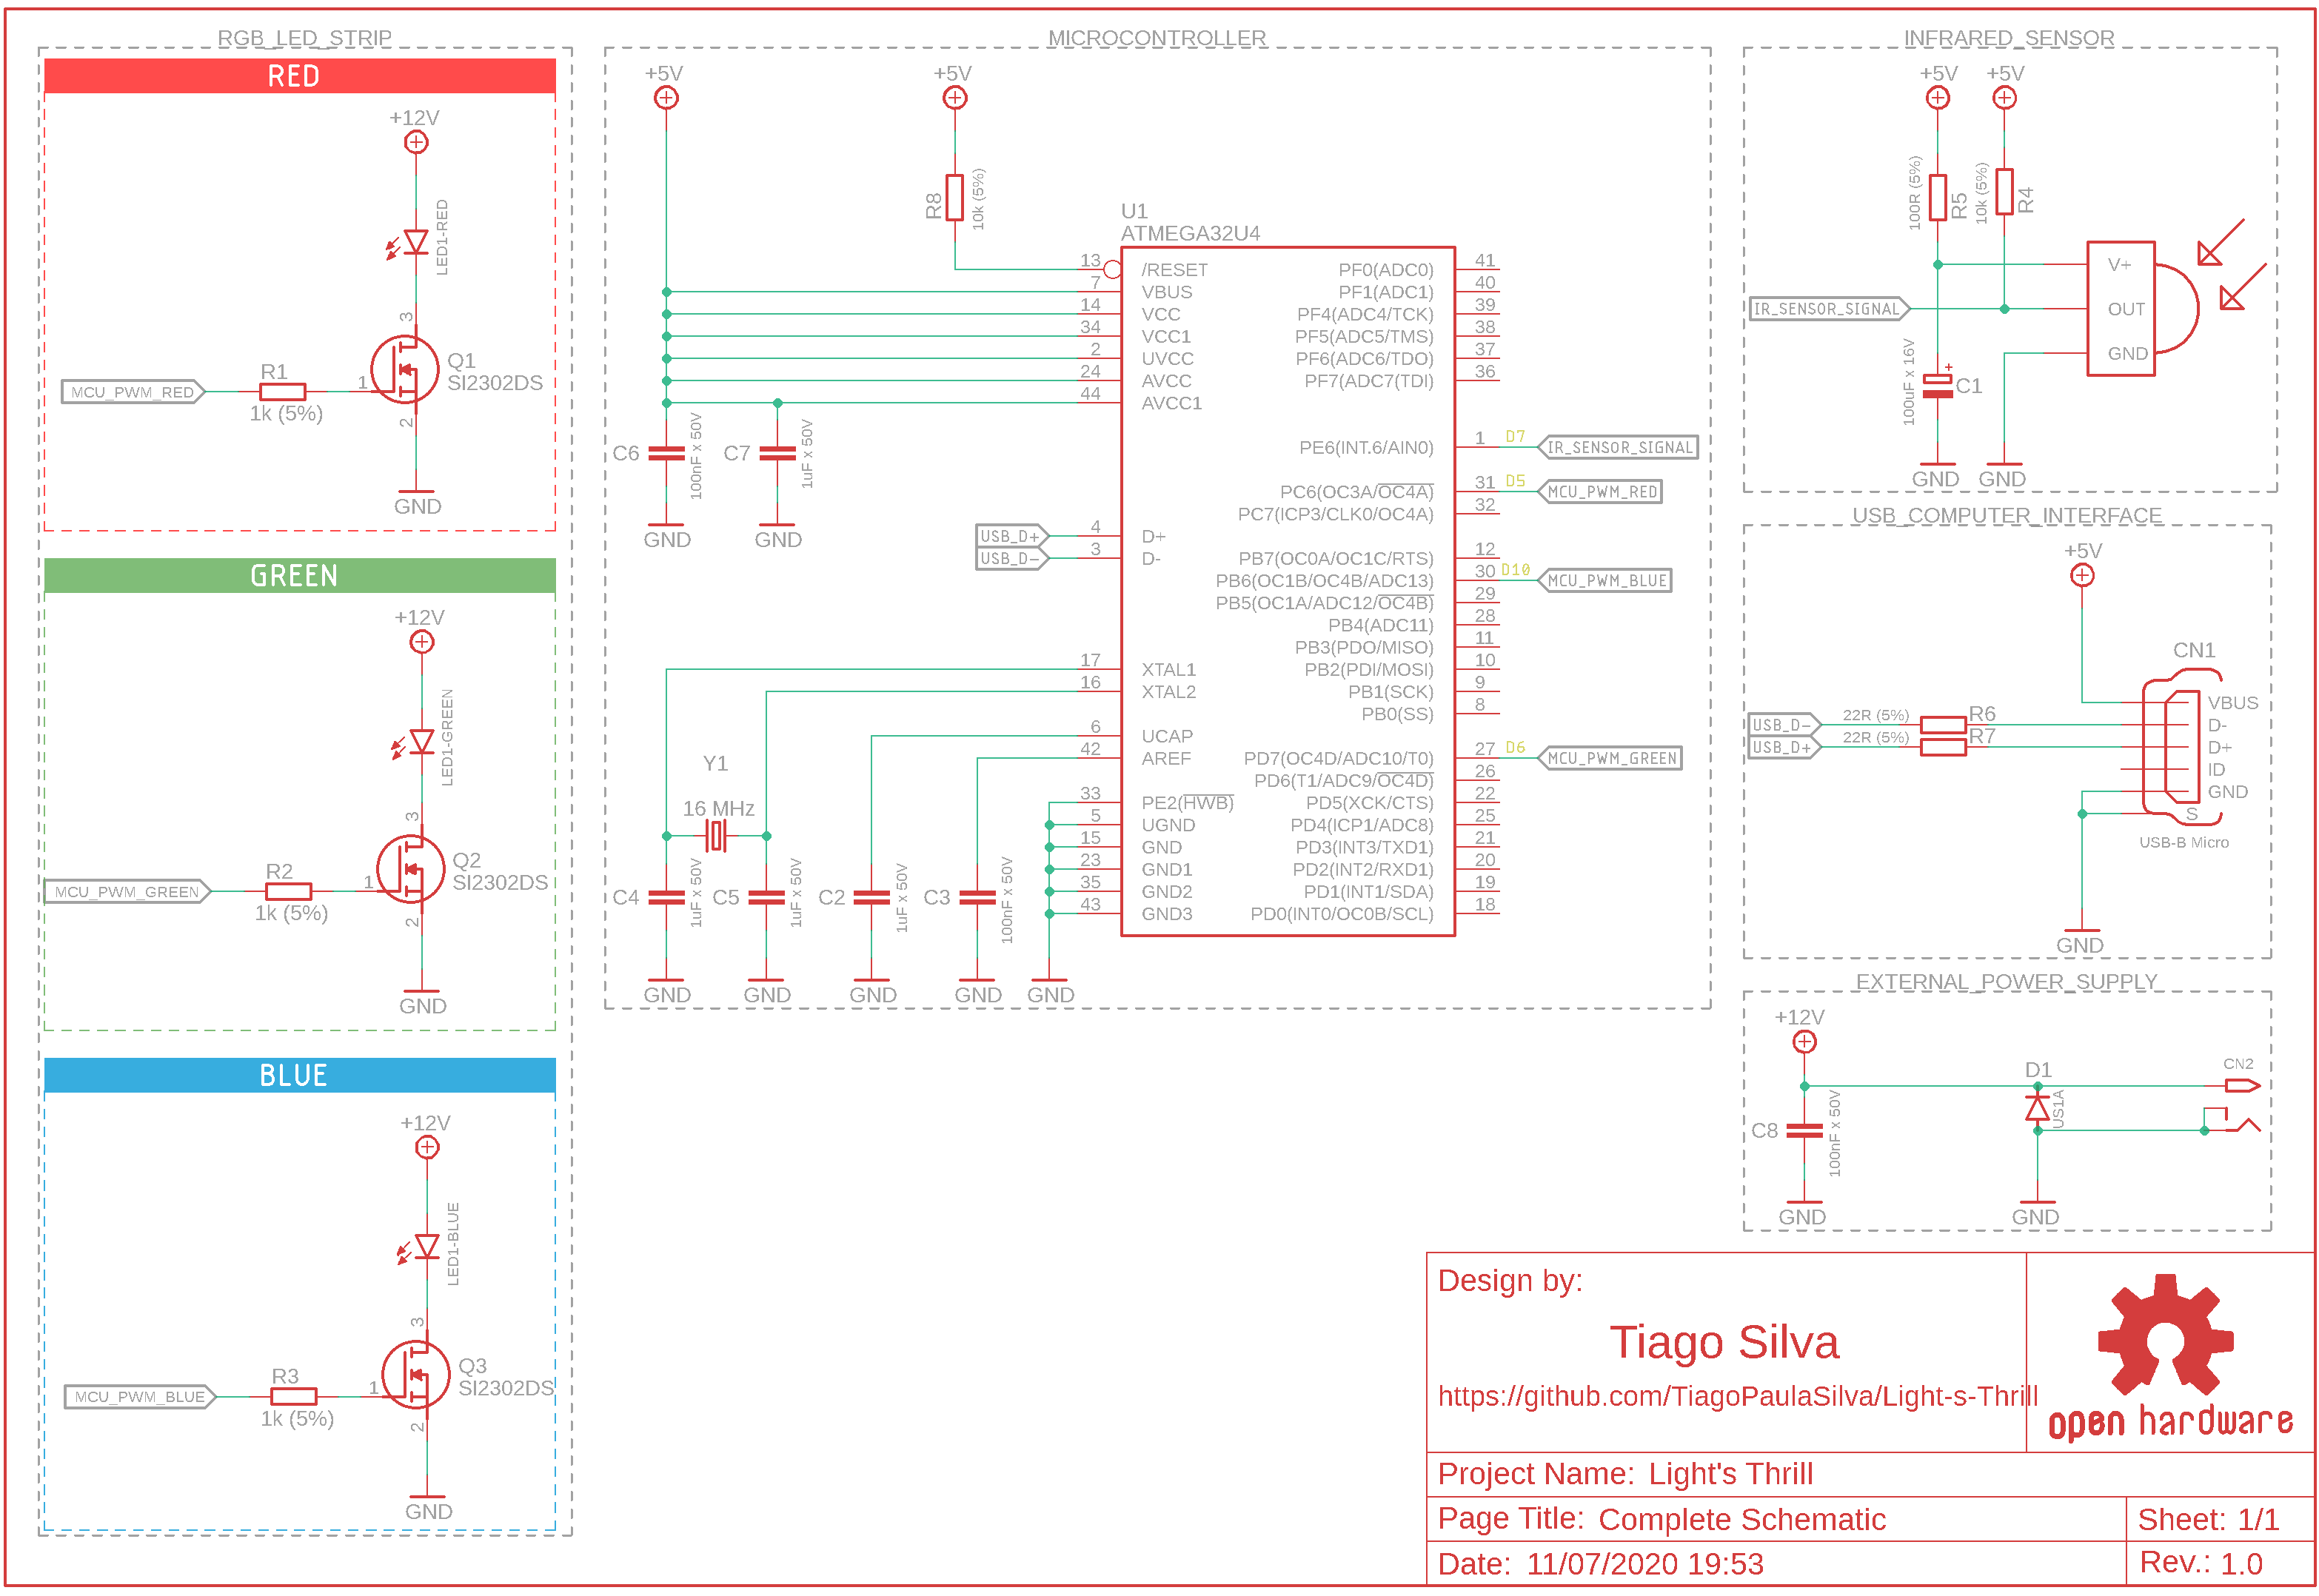 RGB_LED_STRIP
RED
+12V
LED1-RED
3
Q1
SI2302DS
R1
1
MCU_PWM_RED
1k (5%)
2
GND
GREEN
+12V
LED1-GREEN
3
Q2
SI2302DS
R2
1
MCU_PWM_GREEN
1k (5%)
2
GND
BLUE
+12V
LED1-BLUE
3
Q3
SI2302DS
R3
1
MCU_PWM_BLUE
1k (5%)
2
GND
MICROCONTROLLER
+5V
+5V
R8
10k (5%)
U1
ATMEGA32U4
13 /RESET
7 VBUS
14 VCC
34 VCC1
2 UVCC
24 AVCC
44 AVCC1
C6
100nF x 50V
C7
1uF x 50V
GND
GND
USB_D+ 4 D+
USB_D- 3 D-
17 XTAL1
16 XTAL2
6 UCAP
42 AREF
33 PE2(HWB)
5 UGND
15 GND
23 GND1
35 GND2
43 GND3
Y1
16 MHz
C4
1uF x 50V
C5
1uF x 50V
C2
1uF x 50V
C3
100nF x 50V
GND
GND
GND
GND
GND
PF0(ADC0) 41
PF1(ADC1) 40
PF4(ADC4/TCK) 39
PF5(ADC5/TMS) 38
PF6(ADC6/TDO) 37
PF7(ADC7(TDI) 36
PE6(INT.6/AIN0) 1 D7 IR_SENSOR_SIGNAL
PC6(OC3A/OC4A) 31 D5 MCU_PWM_RED
PC7(ICP3/CLK0/OC4A) 32
PB7(OC0A/OC1C/RTS) 12
PB6(OC1B/OC4B/ADC13) 30 D10 MCU_PWM_BLUE
PB5(OC1A/ADC12/OC4B) 29
PB4(ADC11) 28
PB3(PDO/MISO) 11
PB2(PDI/MOSI) 10
PB1(SCK) 9
PB0(SS) 8
PD7(OC4D/ADC10/T0) 27 D6 MCU_PWM_GREEN
PD6(T1/ADC9/OC4D) 26
PD5(XCK/CTS) 22
PD4(ICP1/ADC8) 25
PD3(INT3/TXD1) 21
PD2(INT2/RXD1) 20
PD1(INT1/SDA) 19
PD0(INT0/OC0B/SCL) 18
INFRARED_SENSOR
+5V
+5V
100R (5%)
R5
10k (5%)
R4
V+
IR_SENSOR_SIGNAL
OUT
GND
100uF x 16V
+
C1
GND
GND
USB_COMPUTER_INTERFACE
+5V
CN1
VBUS
USB_D- 22R (5%) R6 D-
USB_D+ 22R (5%) R7 D+
ID
GND
S
USB-B Micro
GND
EXTERNAL_POWER_SUPPLY
+12V
D1
CN2
US1A
C8
100nF x 50V
GND
GND
Design by:
Tiago Silva
https://github.com/TiagoPaulaSilva/Light-s-Thrill
open hardware
Project Name: Light's Thrill
Page Title: Complete Schematic
Sheet: 1/1
Date: 11/07/2020 19:53
Rev.: 1.0